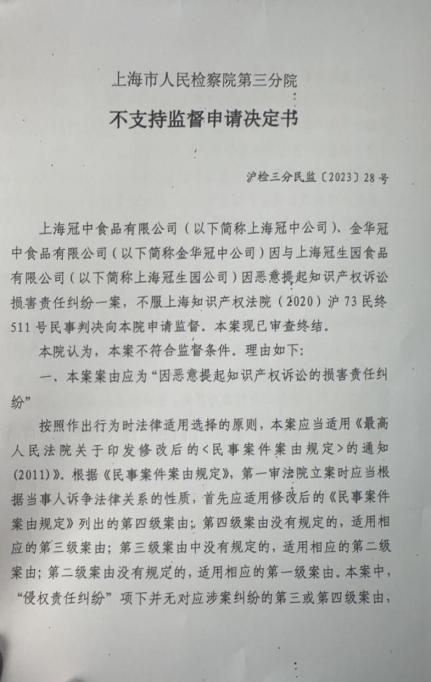 上海市人民检察院第三分院
不支持监督申请决定书
沪检三分民监〔2023〕28号
上海冠中食品有限公司（以下简称上海冠中公司）、金华冠
中食品有限公司（以下简称金华冠中公司）因与上海冠生园食品
有限公司（以下简称上海冠生园公司）因恶意提起知识产权诉讼
损害责任纠纷一案，不服上海知识产权法院（2020）沪73民终
511号民事判决向本院申请监督。本案现已审查终结。
本院认为，本案不符合监督条件。理由如下：
一、本案案由应为“因恶意提起知识产权诉讼的损害责任纠
纷”
按照作出行为时法律适用选择的原则，本案应当适用《最高
人民法院关于印发修改后的<民事案件案由规定>的通知
(2011)》。根据《民事案件案由规定》，第一审法院立案时应当根
据当事人诉争法律关系的性质，首先应适用修改后的《民事案件
案由规定》列出的第四级案由；第四级案由没有规定的，适用相
应的第三级案由；第三级案由中没有规定的，适用相应的第二级
案由；第二级案由没有规定的，适用相应的第一级案由。本案中，
“侵权责任纠纷”项下并无对应涉案纠纷的第三或第四级案由，